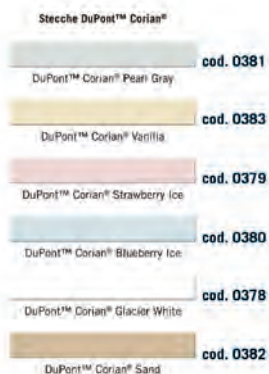 Stecche DuPont™ Corian®
cod. 0381
DuPont™ Corian® Pearl Gray
cod. 0383
DuPont™ Corian® Vanilla
cod. 0379
DuPont™ Corian® Strawberry Ice
cod. 0380
DuPont™ Corian® Blueberry Ice
cod. 0378
DuPont™ Corian® Glacier White
cod. 0382
DuPont™ Corian® Sand